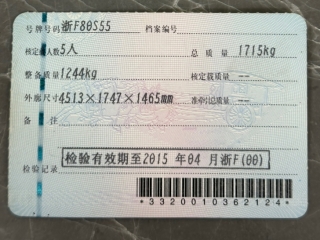 号牌号码 浙F80S55 档案编号
核定载人数 5人 总质量 1715kg
整备质量 1244kg 核定载质量 --
外廓尺寸 4513×1747×1465mm 准牵引总质量 --
备注
检验有效期至2015 年04 月浙F(00)
检验记录
*3320010362124*